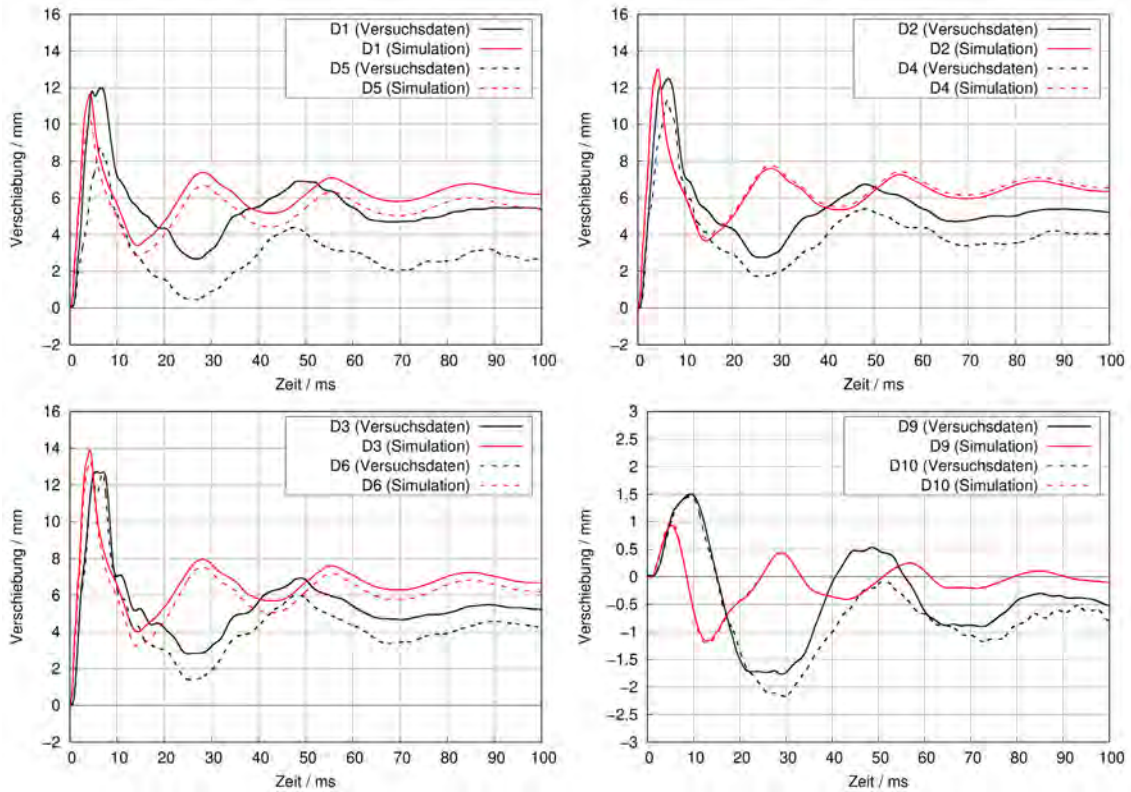 D1 (Versuchsdaten)
D1 (Simulation)
D5 (Versuchsdaten)
D5 (Simulation)
Verschiebung / mm
16
14
12
10
8
6
4
2
0
−2
0 10 20 30 40 50 60 70 80 90 100
Zeit / ms
D2 (Versuchsdaten)
D2 (Simulation)
D4 (Versuchsdaten)
D4 (Simulation)
Verschiebung / mm
16
14
12
10
8
6
4
2
0
−2
0 10 20 30 40 50 60 70 80 90 100
Zeit / ms
D3 (Versuchsdaten)
D3 (Simulation)
D6 (Versuchsdaten)
D6 (Simulation)
Verschiebung / mm
16
14
12
10
8
6
4
2
0
−2
0 10 20 30 40 50 60 70 80 90 100
Zeit / ms
D9 (Versuchsdaten)
D9 (Simulation)
D10 (Versuchsdaten)
D10 (Simulation)
Verschiebung / mm
3
2.5
2
1.5
1
0.5
0
−0.5
−1
−1.5
−2
−2.5
−3
0 10 20 30 40 50 60 70 80 90 100
Zeit / ms